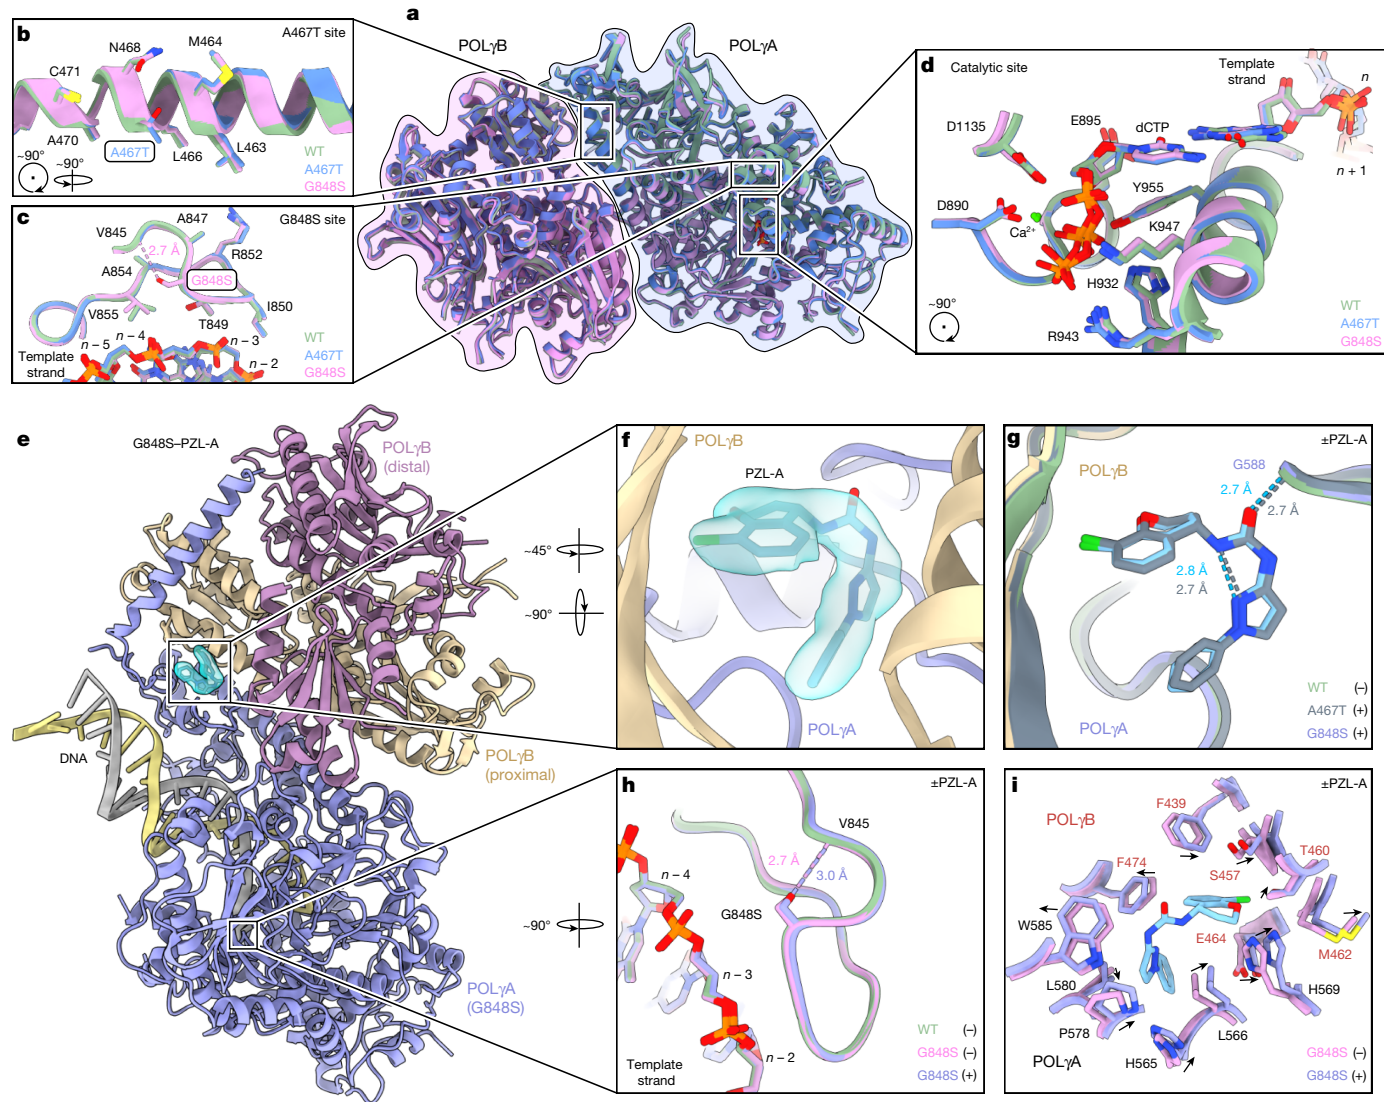 a
POLγB
POLγA
b
A467T site
N468
M464
C471
A470
A467T
L466
L463
~90°
~90°
WT
A467T
G848S
c
G848S site
A847
V845
2.7 Å
R852
A854
G848S
I850
V855
T849
n – 5
n – 4
n – 3
n – 2
Template
strand
WT
A467T
G848S
d
Catalytic site
Template
strand
n
n + 1
D1135
E895
dCTP
D890
Ca²⁺
Y955
K947
H932
R943
~90°
WT
A467T
G848S
e
G848S–PZL-A
POLγB
(distal)
DNA
POLγB
(proximal)
POLγA
(G848S)
~45°
~90°
~90°
f
POLγB
PZL-A
POLγA
g
±PZL-A
POLγB
G588
2.7 Å
2.7 Å
2.8 Å
2.7 Å
POLγA
WT (–)
A467T (+)
G848S (+)
h
±PZL-A
V845
2.7 Å
3.0 Å
n – 4
G848S
n – 3
n – 2
Template
strand
WT (–)
G848S (–)
G848S (+)
i
±PZL-A
POLγB
F439
T460
S457
F474
W585
E464
M462
L580
H569
P578
L566
POLγA
H565
G848S (–)
G848S (+)